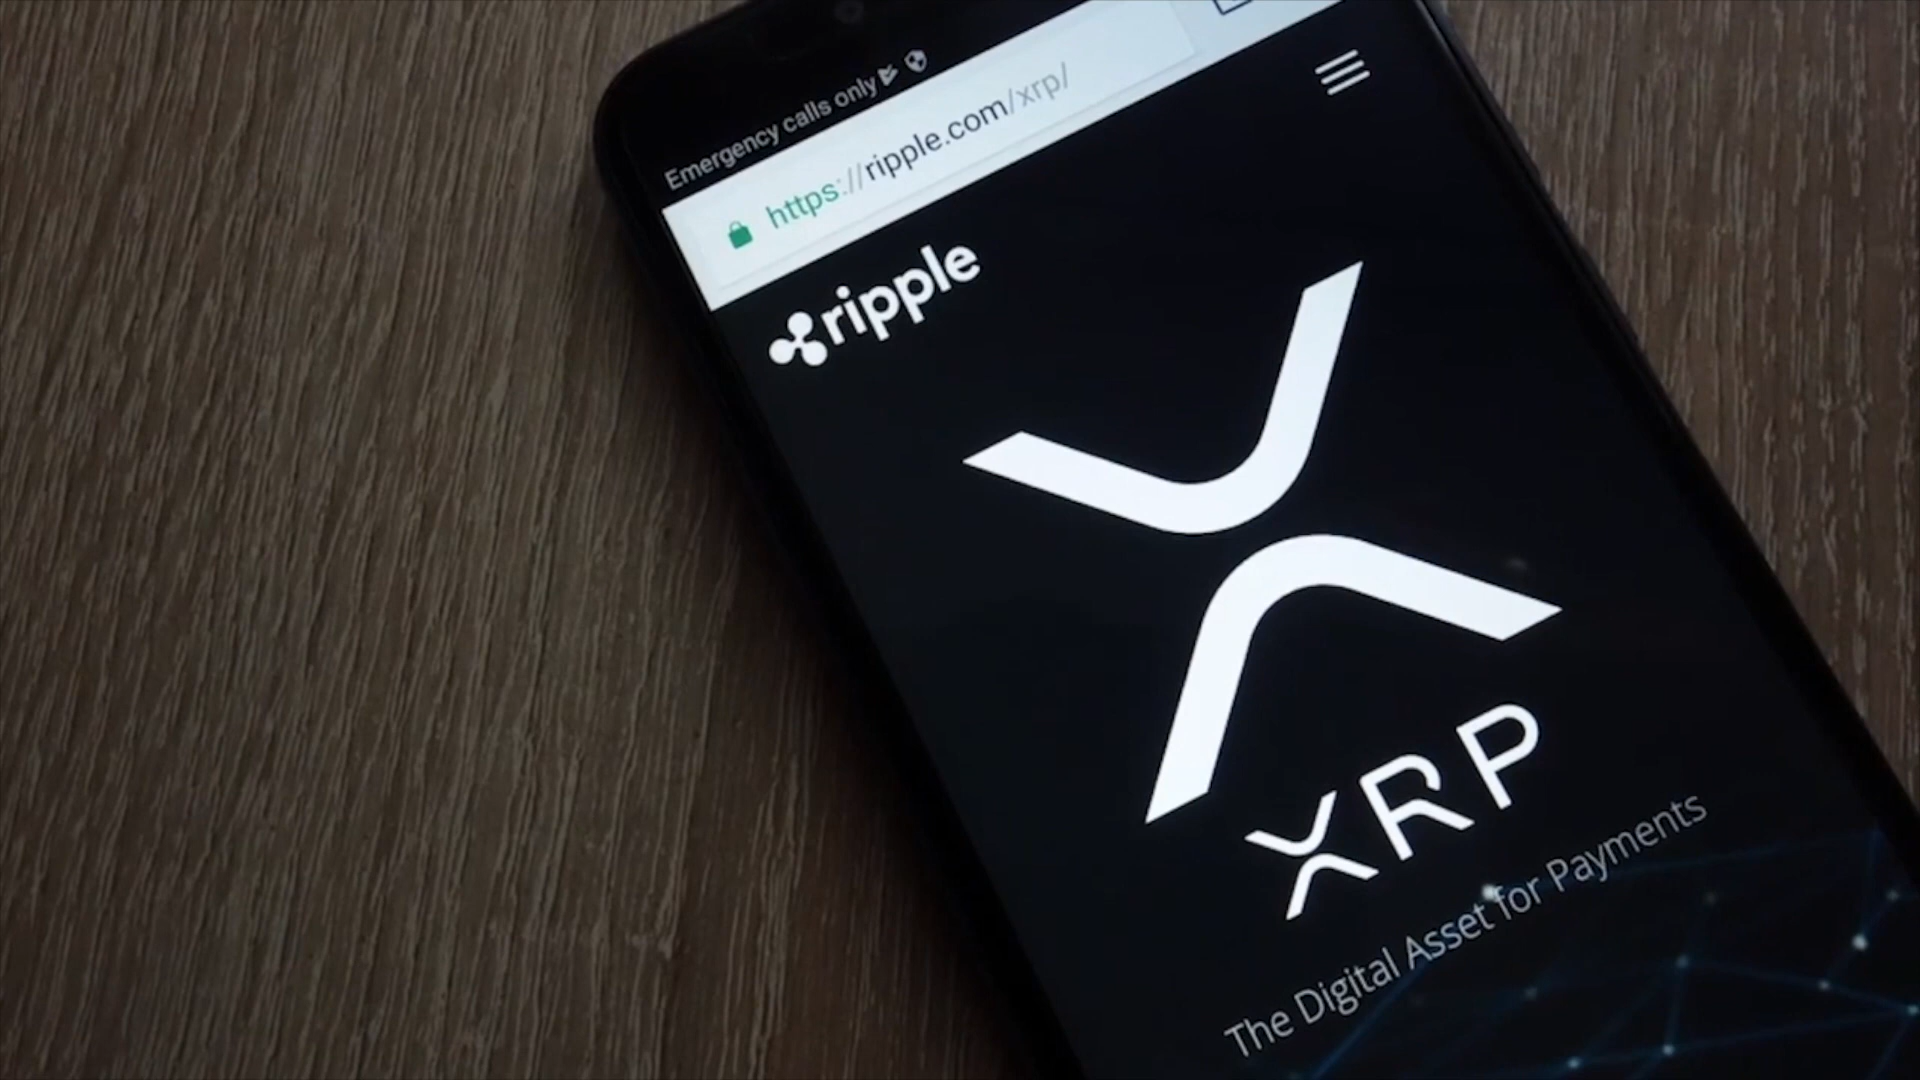 Emergency calls only
https://ripple.com/xrp/
ripple
XRP
The Digital Asset for Payments